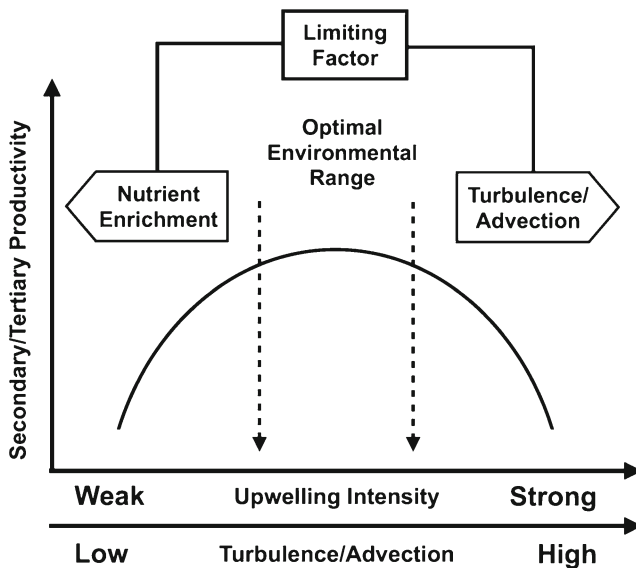 Limiting
Factor
Optimal
Environmental
Range
Nutrient
Enrichment
Turbulence/
Advection
Secondary/Tertiary Productivity
Weak Upwelling Intensity Strong
Low Turbulence/Advection High